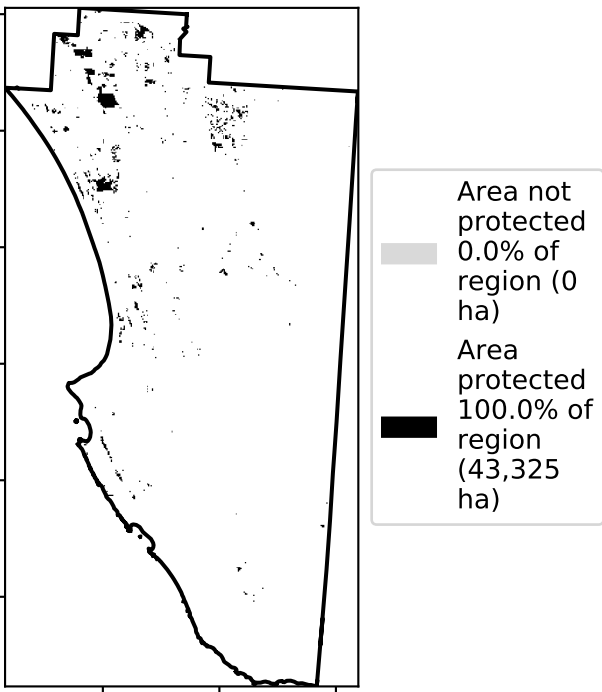 Area not
protected
0.0% of
region (0
ha)
Area
protected
100.0% of
region
(43,325
ha)